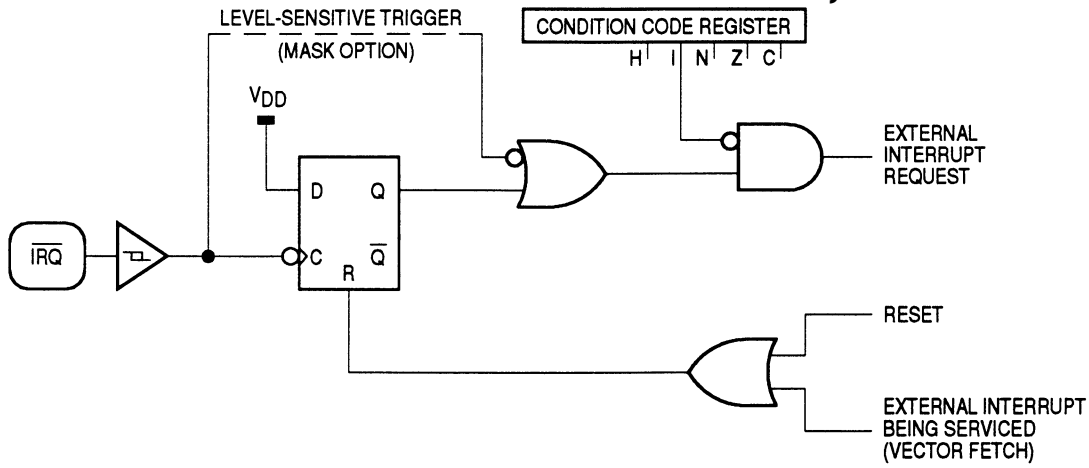 LEVEL-SENSITIVE TRIGGER
(MASK OPTION)
CONDITION CODE REGISTER
H I N Z C
VDD
EXTERNAL
INTERRUPT
REQUEST
D Q
IRQ
C Q
R
RESET
EXTERNAL INTERRUPT
BEING SERVICED
(VECTOR FETCH)